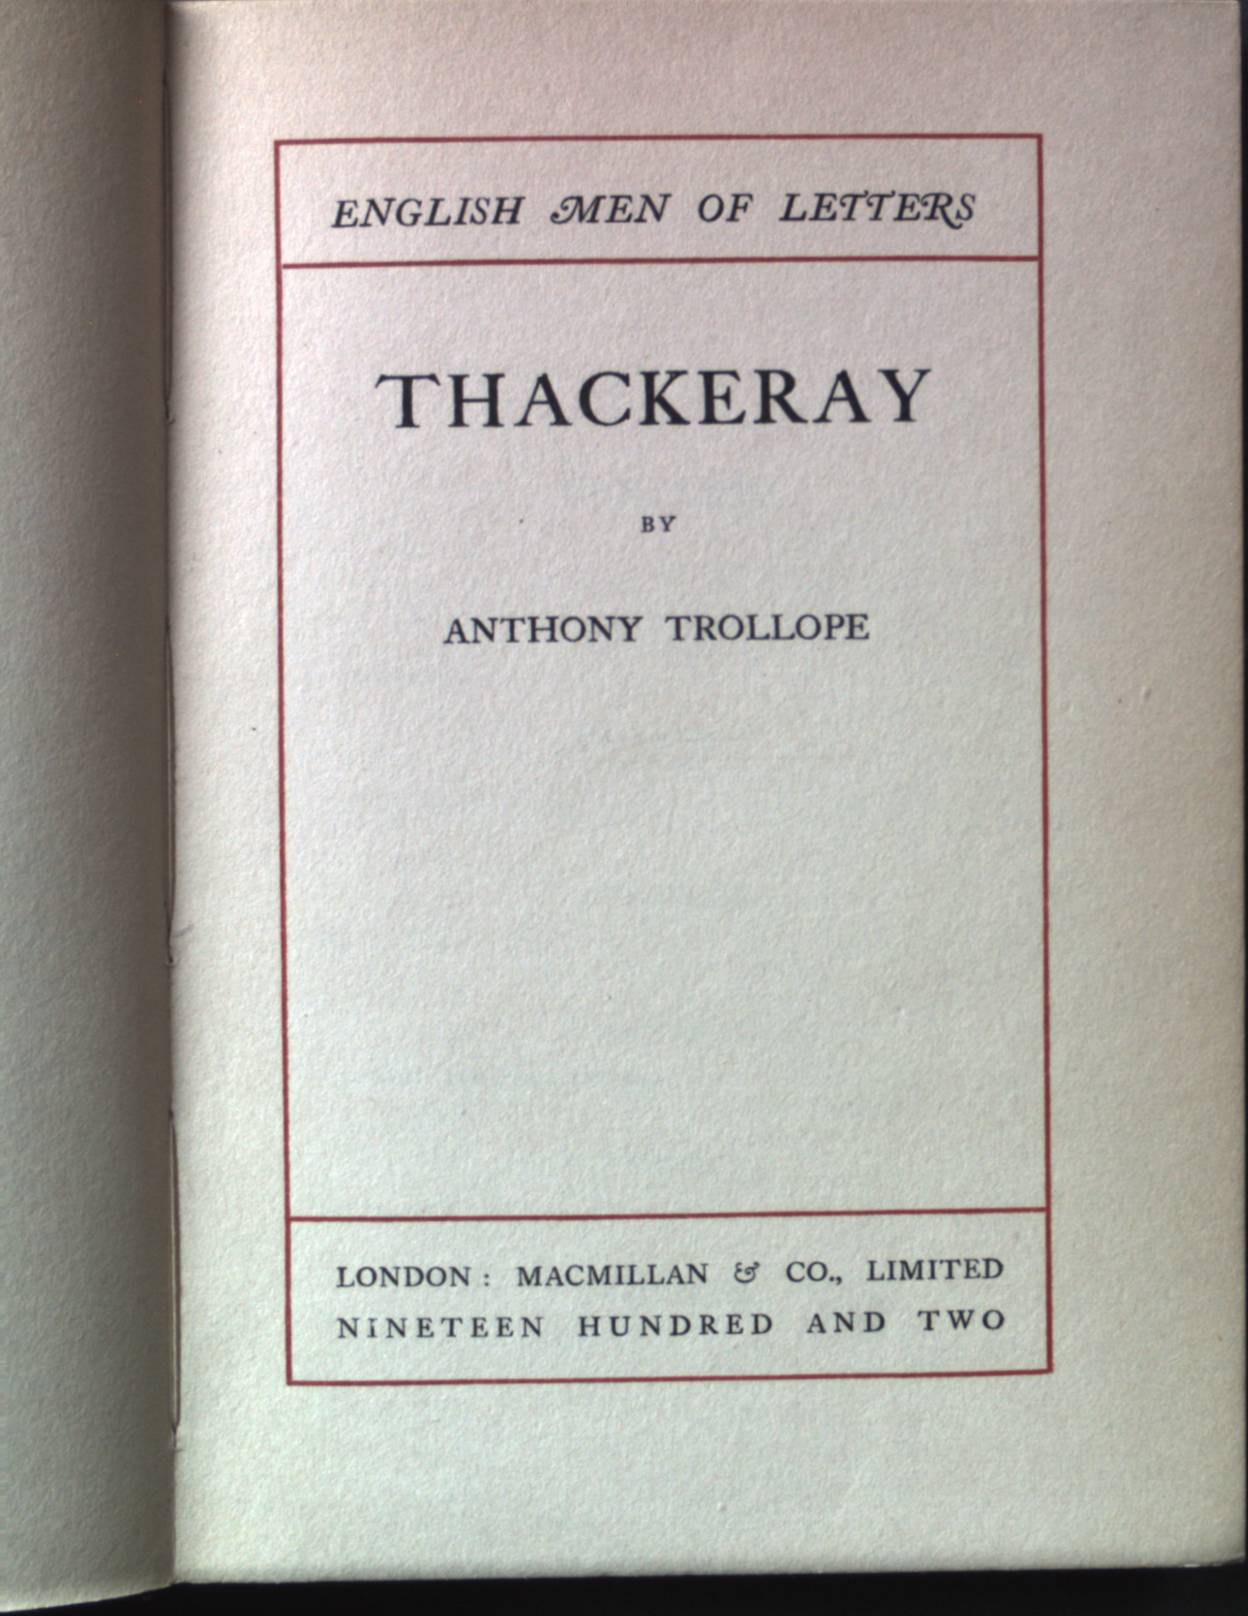 ENGLISH MEN OF LETTERS
THACKERAY
BY
ANTHONY TROLLOPE
LONDON: MACMILLAN & CO., LIMITED
NINETEEN HUNDRED AND TWO